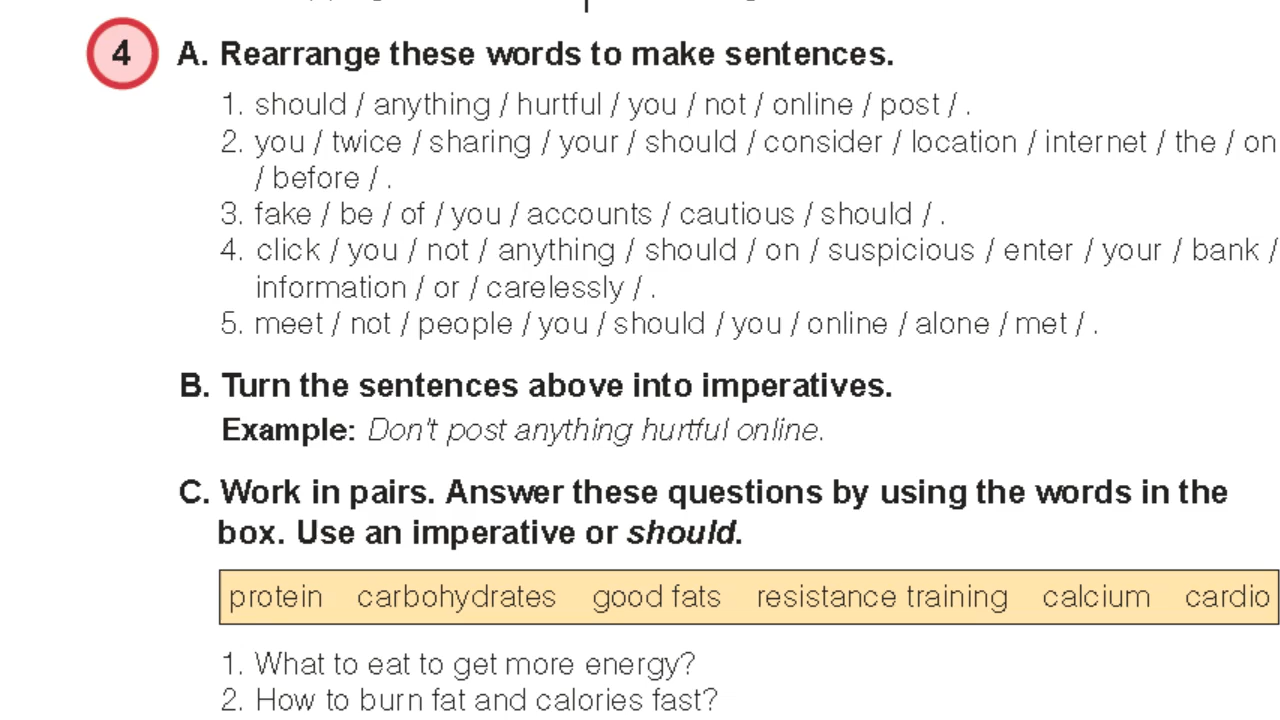 4 A. Rearrange these words to make sentences.
1. should / anything / hurtful / you / not / online / post / .
2. you / twice / sharing / your / should / consider / location / internet / the / on
/ before / .
3. fake / be / of / you / accounts / cautious / should / .
4. click / you / not / anything / should / on / suspicious / enter / your / bank /
information / or / carelessly / .
5. meet / not / people / you / should / you / online / alone / met / .
B. Turn the sentences above into imperatives.
Example: Don't post anything hurtful online.
C. Work in pairs. Answer these questions by using the words in the
box. Use an imperative or should.
protein carbohydrates good fats resistance training calcium cardio
1. What to eat to get more energy?
2. How to burn fat and calories fast?